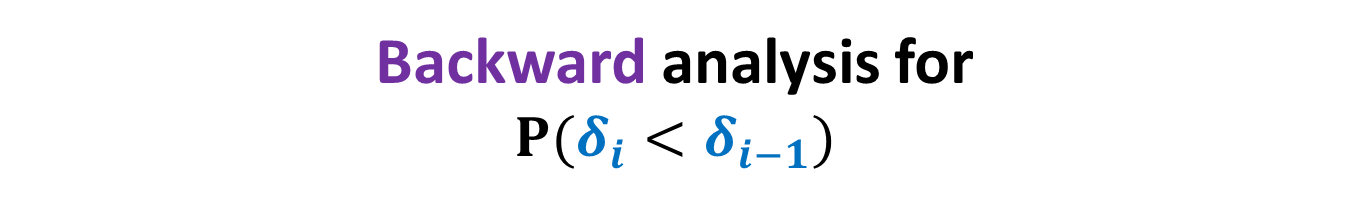 Backward analysis for
P(δᵢ < δᵢ₋₁)